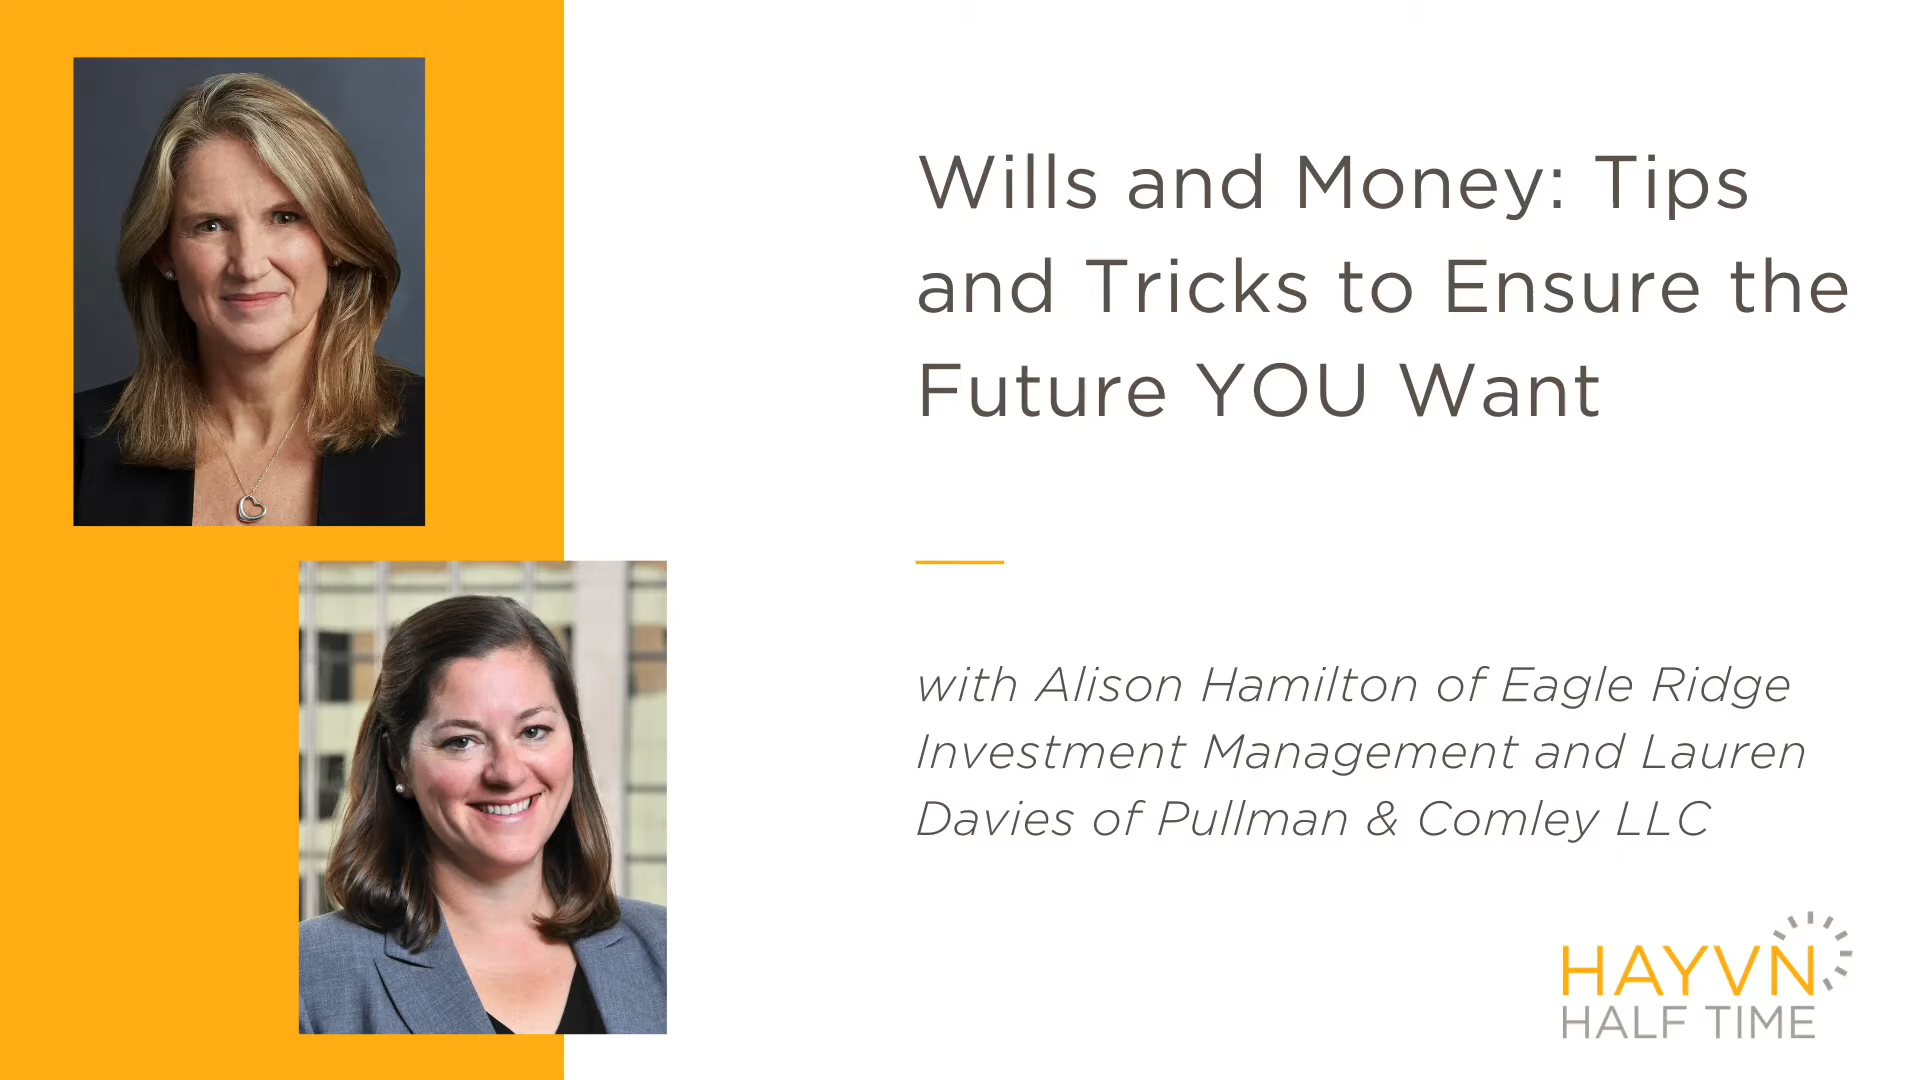 Wills and Money: Tips
and Tricks to Ensure the
Future YOU Want
with Alison Hamilton of Eagle Ridge
Investment Management and Lauren
Davies of Pullman & Comley LLC
HAYVN
HALF TIME